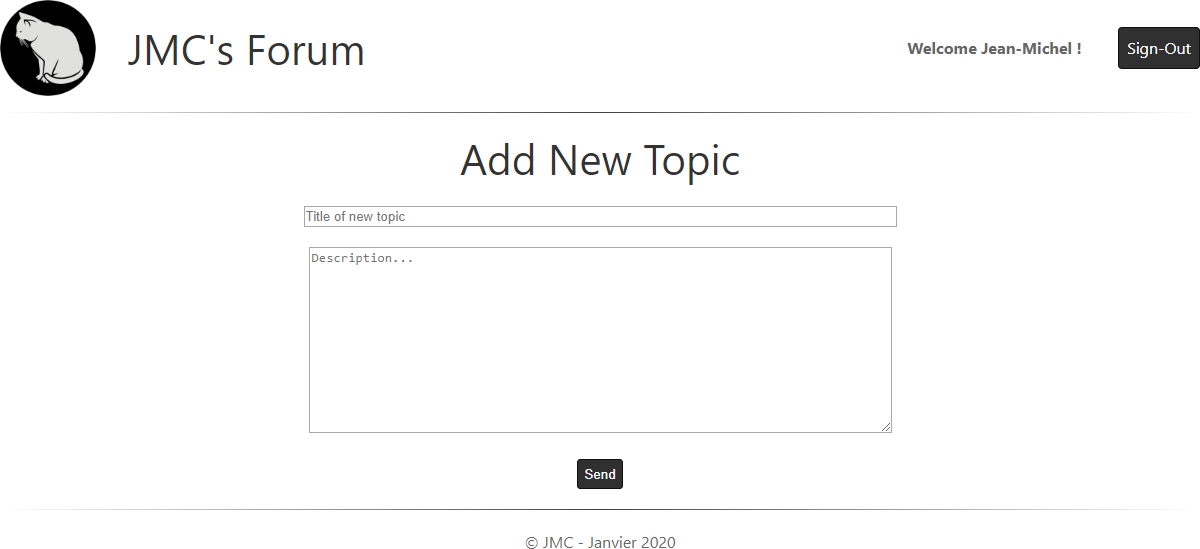 JMC's Forum
Welcome Jean-Michel !
Sign-Out
Add New Topic
Title of new topic
Description...
Send
© JMC - Janvier 2020